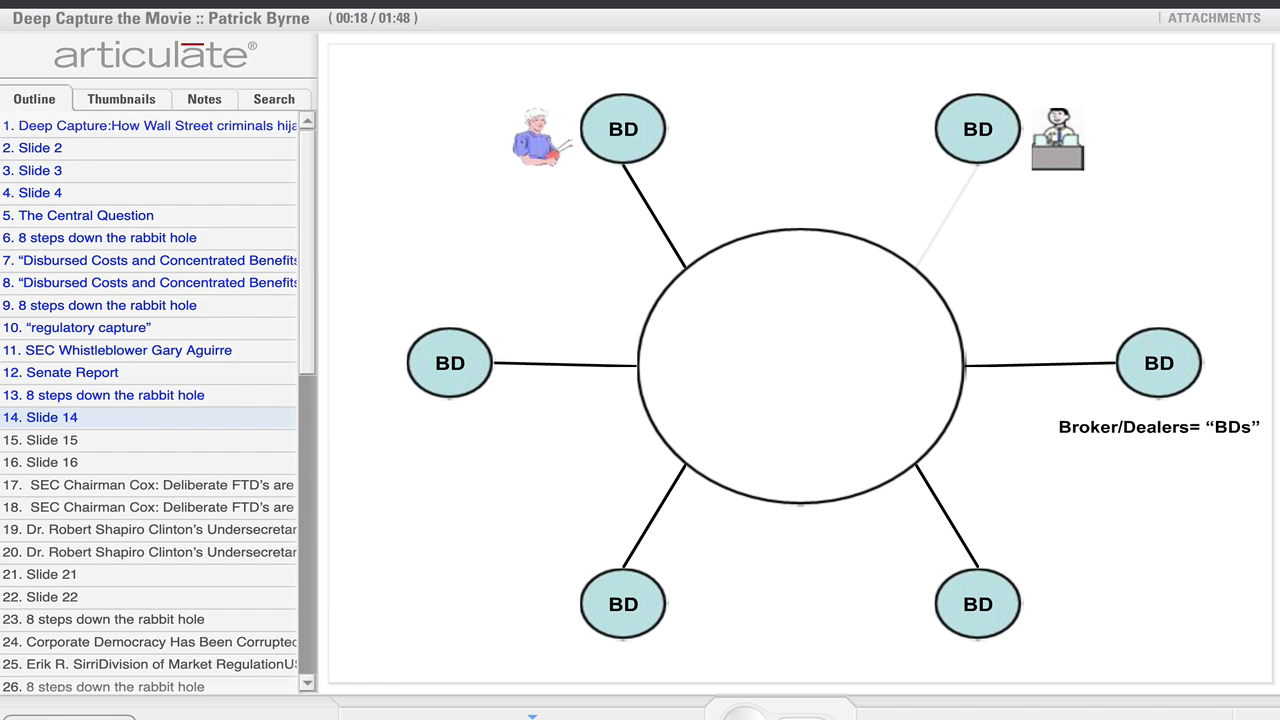 Deep Capture the Movie :: Patrick Byrne ( 00:18 / 01:48 ) | ATTACHMENTS
articulate®
Outline Thumbnails Notes Search
1. Deep Capture:How Wall Street criminals hija
2. Slide 2
3. Slide 3
4. Slide 4
5. The Central Question
6. 8 steps down the rabbit hole
7. “Disbursed Costs and Concentrated Benefits
8. “Disbursed Costs and Concentrated Benefits
9. 8 steps down the rabbit hole
10. “regulatory capture”
11. SEC Whistleblower Gary Aguirre
12. Senate Report
13. 8 steps down the rabbit hole
14. Slide 14
15. Slide 15
16. Slide 16
17. SEC Chairman Cox: Deliberate FTD’s are
18. SEC Chairman Cox: Deliberate FTD’s are
19. Dr. Robert Shapiro Clinton’s Undersecretar
20. Dr. Robert Shapiro Clinton’s Undersecretar
21. Slide 21
22. Slide 22
23. 8 steps down the rabbit hole
24. Corporate Democracy Has Been Corrupted
25. Erik R. SirriDivision of Market RegulationUS
26. 8 steps down the rabbit hole
BD BD
BD BD
Broker/Dealers= “BDs”
BD BD